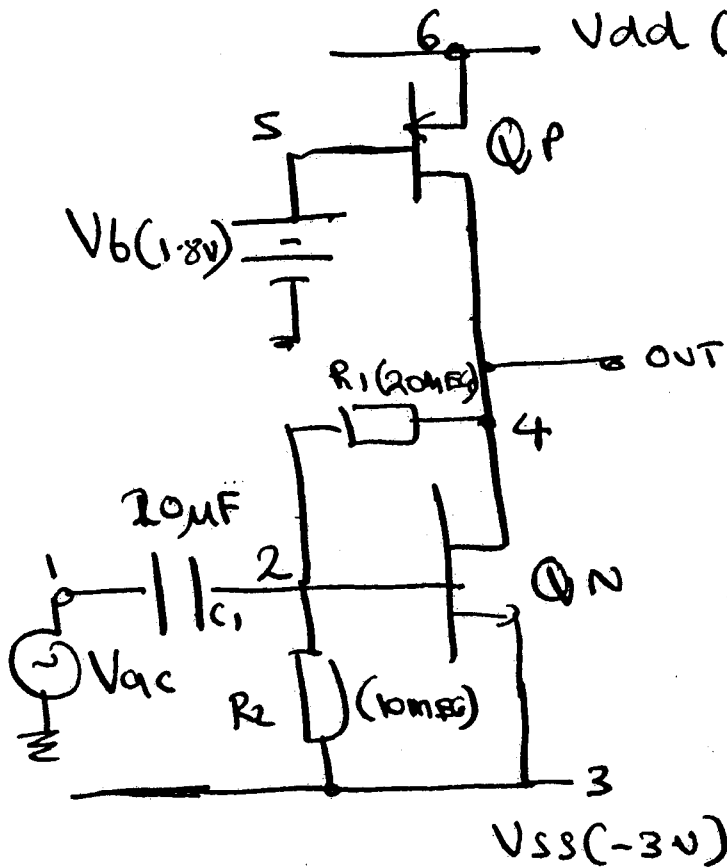 6 Vdd (
5
QP
Vb(1.8V)
OUT
R1(20MEG)
4
10µF
1
2
QN
C1
Vac
R2 (10MEG)
3
VSS(-3V)